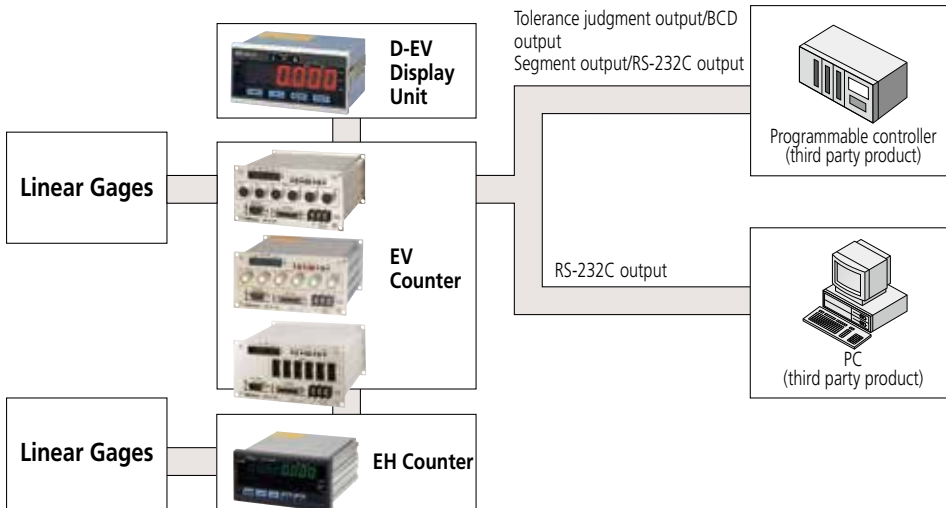 Tolerance judgment output/BCD
output
Segment output/RS-232C output
D-EV
Display
Unit
Programmable controller
(third party product)
Linear Gages
EV
Counter
RS-232C output
PC
(third party product)
Linear Gages
EH Counter